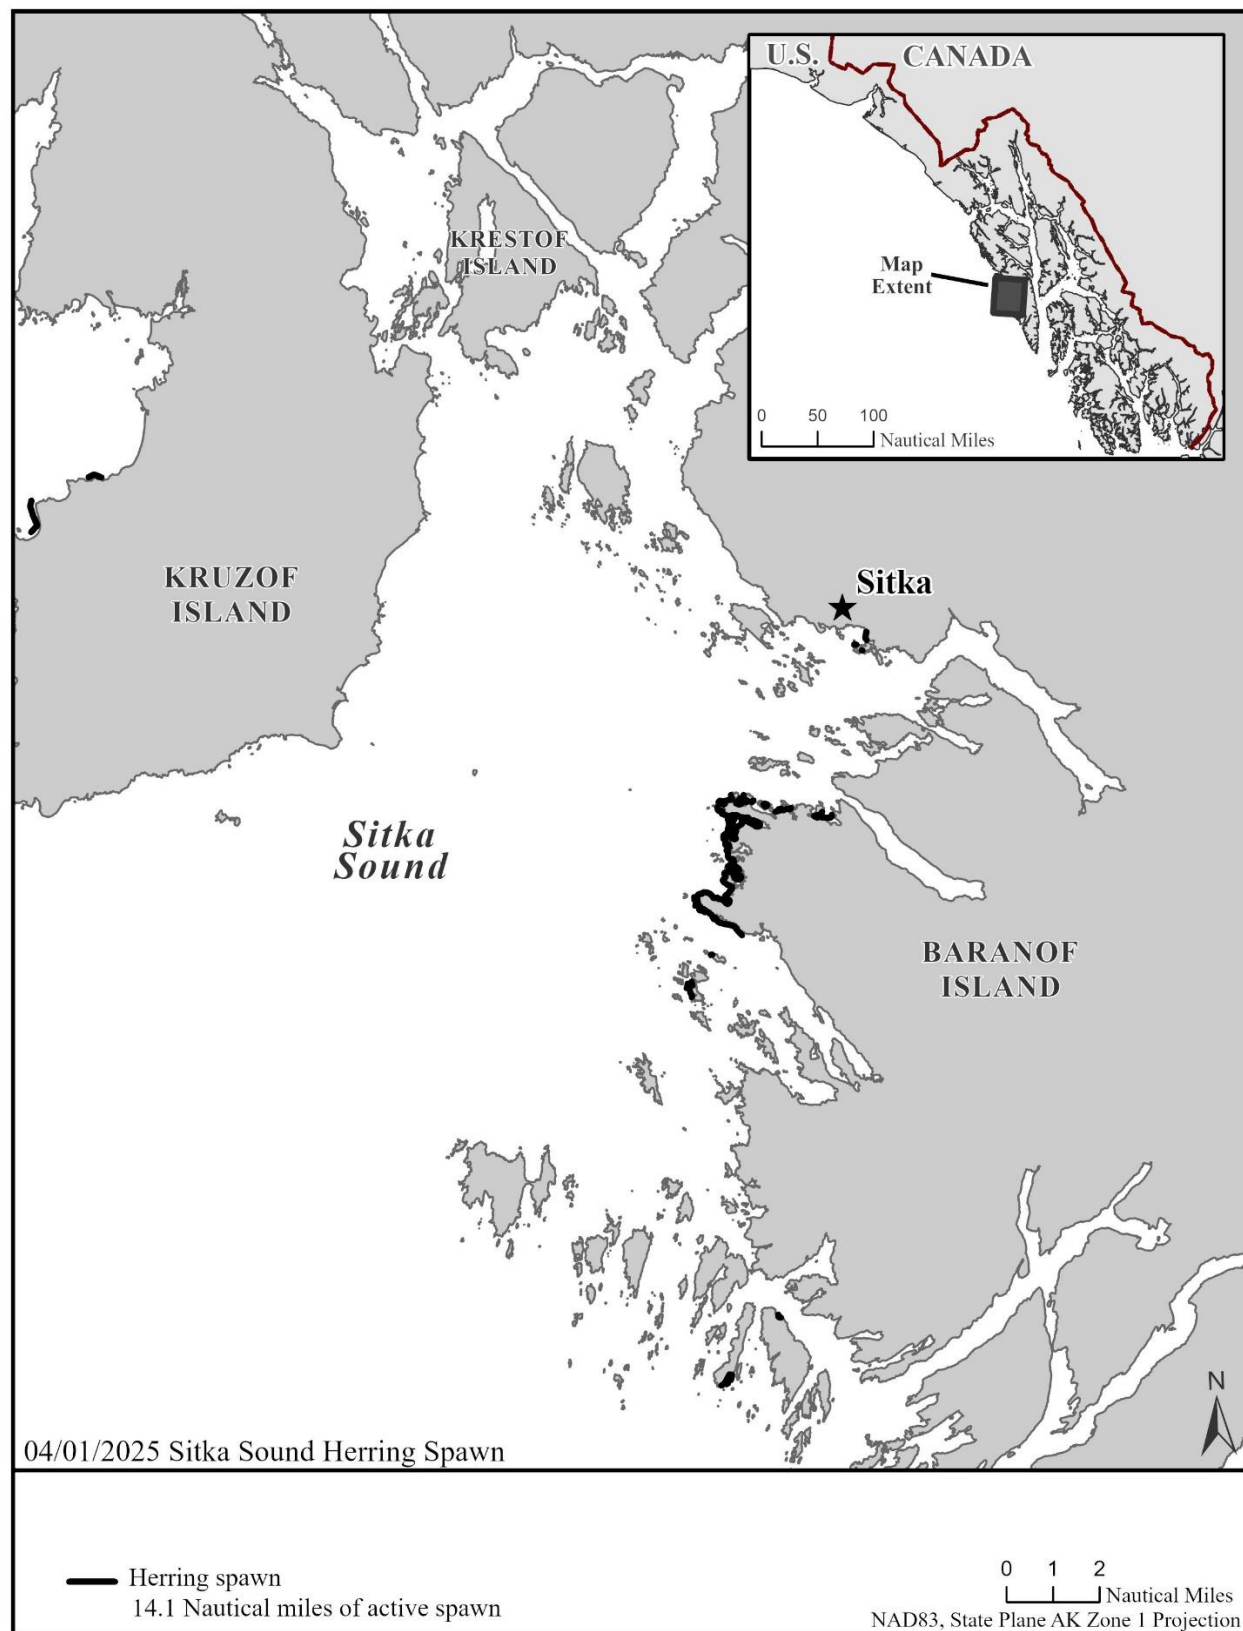 U.S. CANADA
Map
Extent
0 50 100
Nautical Miles
KRESTOF
ISLAND
KRUZOF
ISLAND
Sitka
Sitka
Sound
BARANOF
ISLAND
N
04/01/2025 Sitka Sound Herring Spawn
Herring spawn
14.1 Nautical miles of active spawn
0 1 2
Nautical Miles
NAD83, State Plane AK Zone 1 Projection